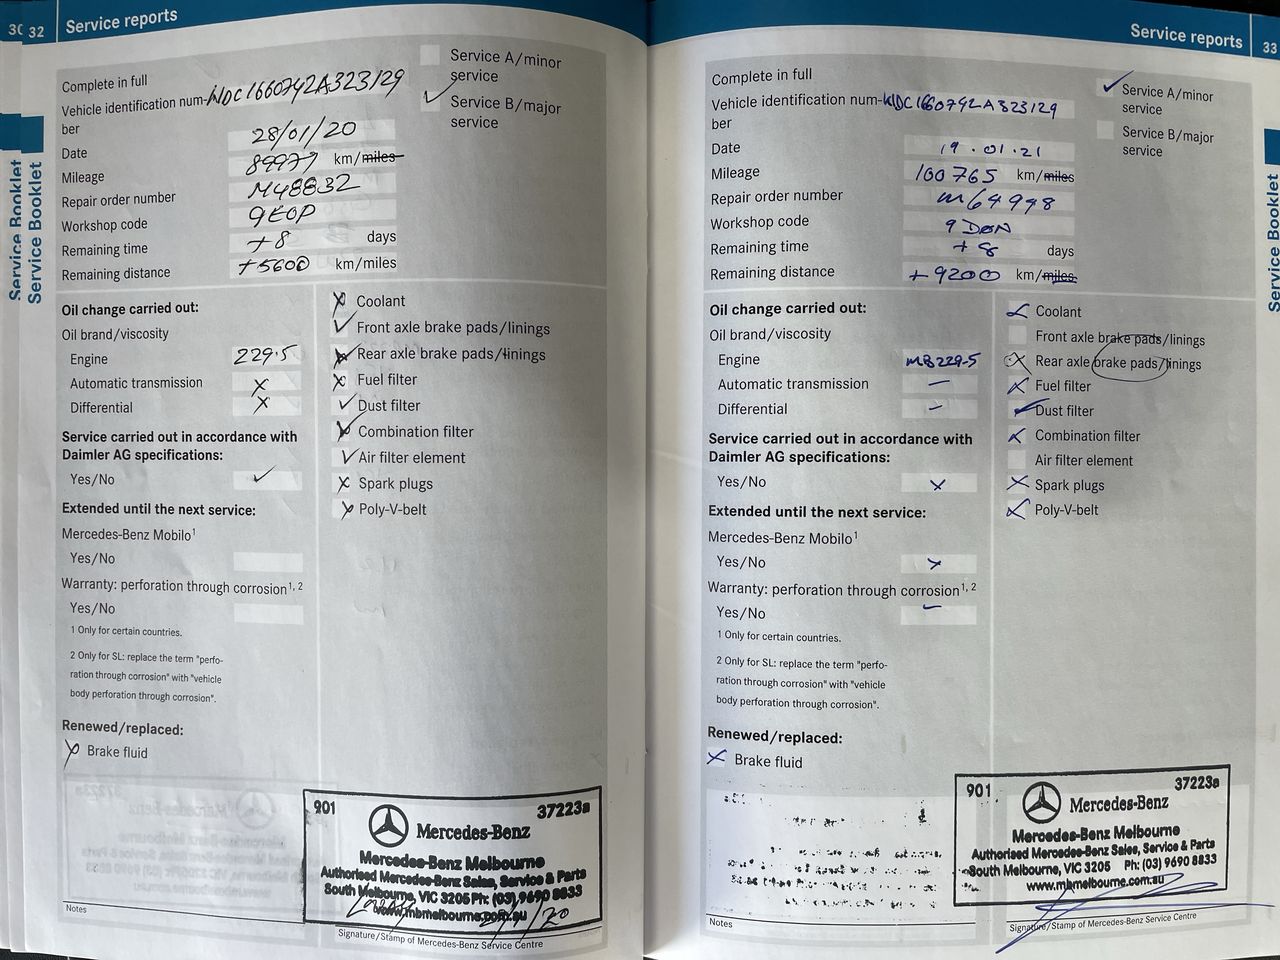 30 32 Service reports
Service Booklet
Service Booklet
Complete in full
Vehicle identification num-
ber
WDC1660742A323129
Date 28/01/20
Mileage 89977 km/miles
Repair order number M48832
Workshop code 9EOP
Remaining time +8 days
Remaining distance +5600 km/miles
Service A/minor
service
Service B/major
service
Oil change carried out:
Oil brand/viscosity
Engine 229.5
Automatic transmission X
Differential X
Service carried out in accordance with
Daimler AG specifications:
Yes/No ✓
Extended until the next service:
Mercedes-Benz Mobilo1
Yes/No
Warranty: perforation through corrosion1, 2
Yes/No
1 Only for certain countries.
2 Only for SL: replace the term "perfo-
ration through corrosion" with "vehicle
body perforation through corrosion".
Renewed/replaced:
Brake fluid
Coolant
Front axle brake pads/linings
Rear axle brake pads/linings
Fuel filter
Dust filter
Combination filter
Air filter element
Spark plugs
Poly-V-belt
901 37223a
Mercedes-Benz
Mercedes-Benz Melbourne
Authorised Mercedes-Benz Sales, Service & Parts
South Melbourne, VIC 3205 Ph: (03) 9690 8833
www.mbmelbourne.com.au
Notes
Signature/Stamp of Mercedes-Benz Service Centre
Service reports 33
Service Booklet
Complete in full
Vehicle identification num-
ber
WDC1660742A323129
Date 19.01.21
Mileage 100765 km/miles
Repair order number M64998
Workshop code 9DON
Remaining time +8 days
Remaining distance +9200 km/miles
Service A/minor
service
Service B/major
service
Oil change carried out:
Oil brand/viscosity
Engine MB229.5
Automatic transmission —
Differential —
Service carried out in accordance with
Daimler AG specifications:
Yes/No X
Extended until the next service:
Mercedes-Benz Mobilo1
Yes/No
Warranty: perforation through corrosion1, 2
Yes/No
1 Only for certain countries.
2 Only for SL: replace the term "perfo-
ration through corrosion" with "vehicle
body perforation through corrosion".
Renewed/replaced:
Brake fluid
Coolant
Front axle brake pads/linings
Rear axle brake pads/linings
Fuel filter
Dust filter
Combination filter
Air filter element
Spark plugs
Poly-V-belt
901 37223a
Mercedes-Benz
Mercedes-Benz Melbourne
Authorised Mercedes-Benz Sales, Service & Parts
South Melbourne, VIC 3205 Ph: (03) 9690 8833
www.mbmelbourne.com.au
Notes
Signature/Stamp of Mercedes-Benz Service Centre